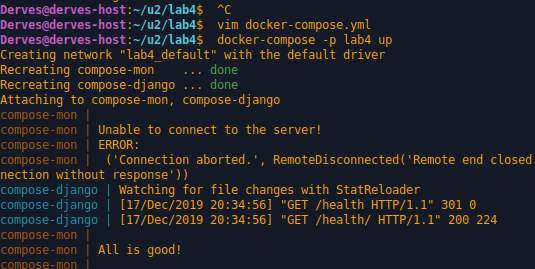 Derves@derves-host:~/u2/lab4$ ^C
Derves@derves-host:~/u2/lab4$ vim docker-compose.yml
Derves@derves-host:~/u2/lab4$ docker-compose -p lab4 up
Creating network "lab4_default" with the default driver
Recreating compose-mon    ... done
Recreating compose-django ... done
Attaching to compose-mon, compose-django
compose-mon |
compose-mon | Unable to connect to the server!
compose-mon | ERROR:
compose-mon |  ('Connection aborted.', RemoteDisconnected('Remote end closed
nection without response'))
compose-django | Watching for file changes with StatReloader
compose-django | [17/Dec/2019 20:34:56] "GET /health HTTP/1.1" 301 0
compose-django | [17/Dec/2019 20:34:56] "GET /health/ HTTP/1.1" 200 224
compose-mon |
compose-mon | All is good!
compose-mon |